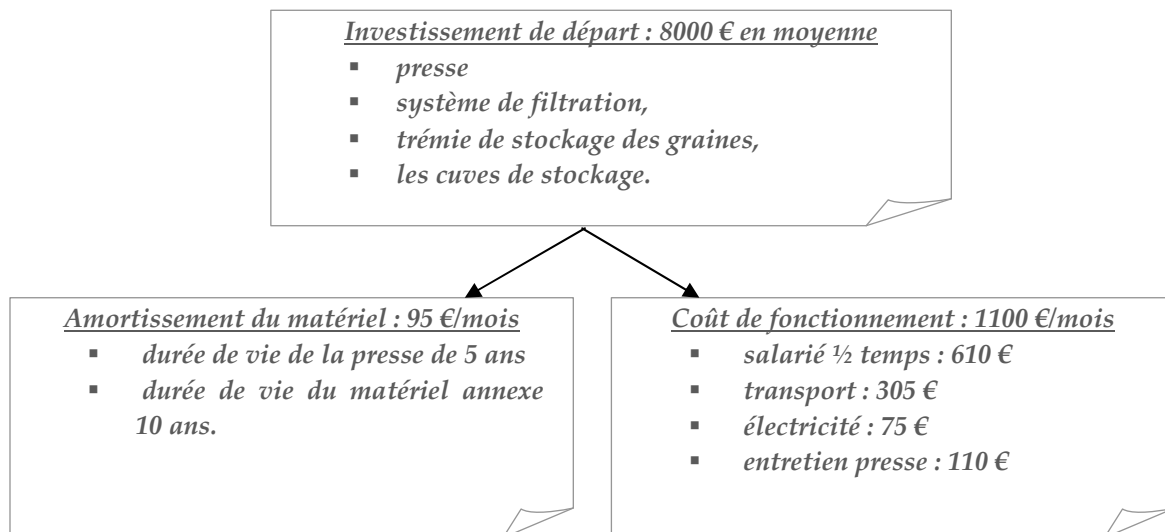 Investissement de départ : 8000 € en moyenne
▪ presse
▪ système de filtration,
▪ trémie de stockage des graines,
▪ les cuves de stockage.
Amortissement du matériel : 95 €/mois
▪ durée de vie de la presse de 5 ans
▪ durée de vie du matériel annexe
10 ans.
Coût de fonctionnement : 1100 €/mois
▪ salarié ½ temps : 610 €
▪ transport : 305 €
▪ électricité : 75 €
▪ entretien presse : 110 €